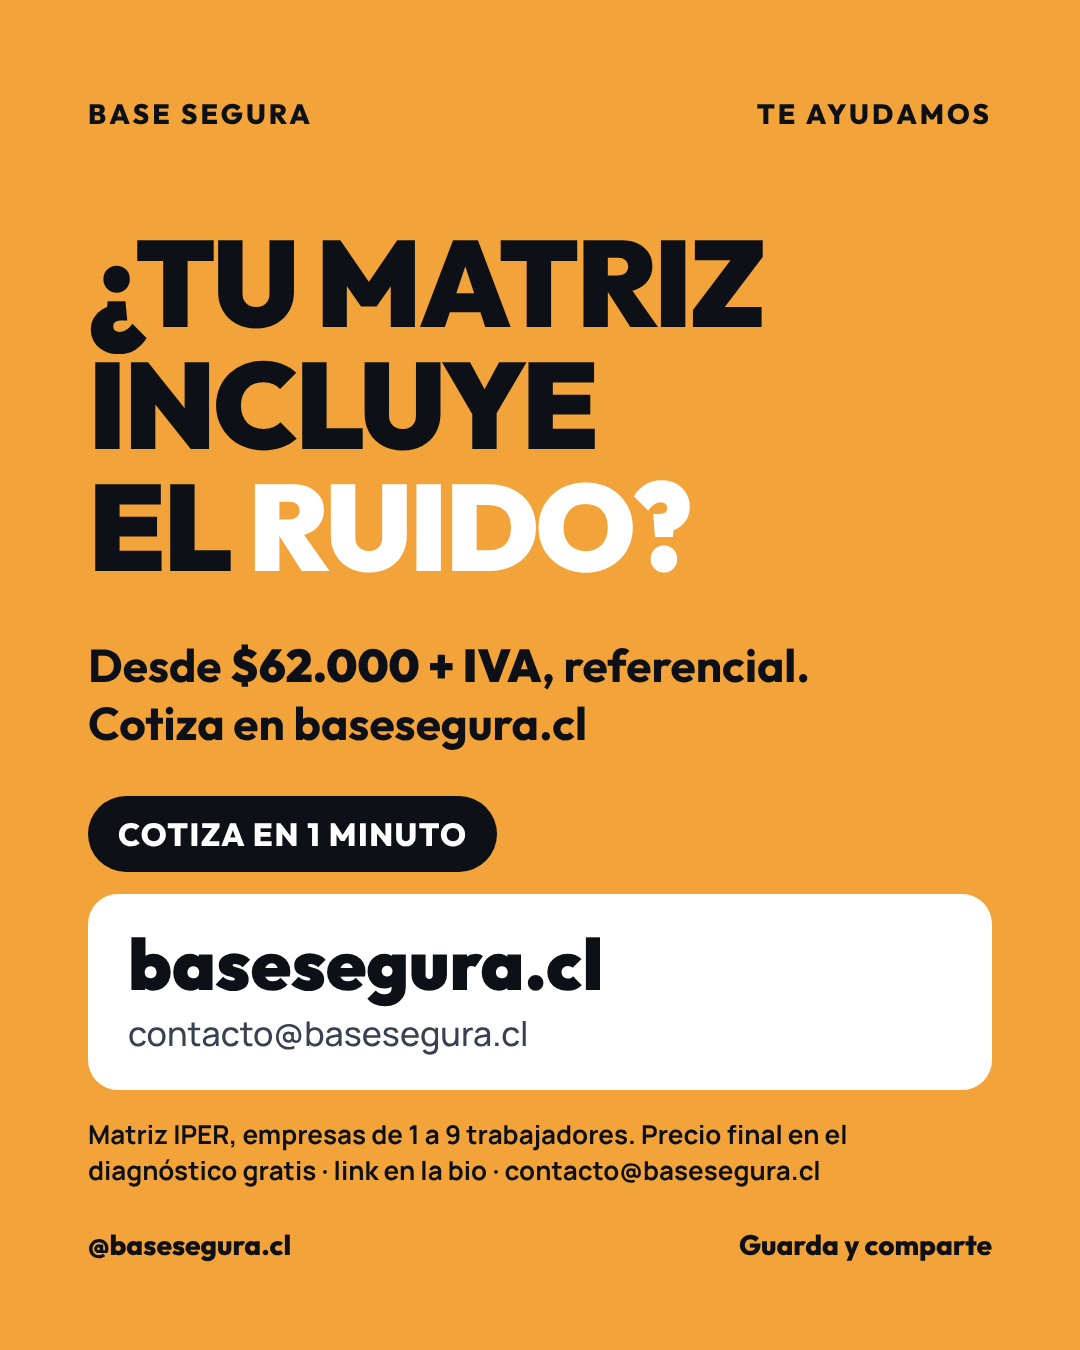 BASE SEGURA
TE AYUDAMOS
¿TU MATRIZ
INCLUYE
EL RUIDO?
Desde $62.000 + IVA, referencial.
Cotiza en basesegura.cl
COTIZA EN 1 MINUTO
basesegura.cl
contacto@basesegura.cl
Matriz IPER, empresas de 1 a 9 trabajadores. Precio final en el
diagnóstico gratis · link en la bio · contacto@basesegura.cl
@basesegura.cl
Guarda y comparte